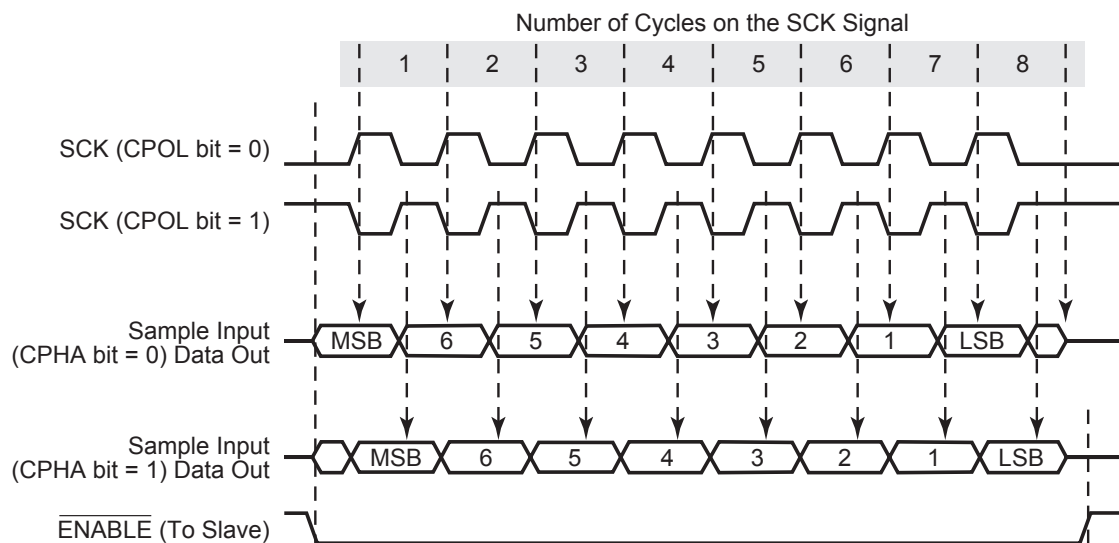 Number of Cycles on the SCK Signal
1 2 3 4 5 6 7 8
SCK (CPOL bit = 0)
SCK (CPOL bit = 1)
Sample Input
(CPHA bit = 0) Data Out
MSB 6 5 4 3 2 1 LSB
Sample Input
(CPHA bit = 1) Data Out
MSB 6 5 4 3 2 1 LSB
ENABLE (To Slave)